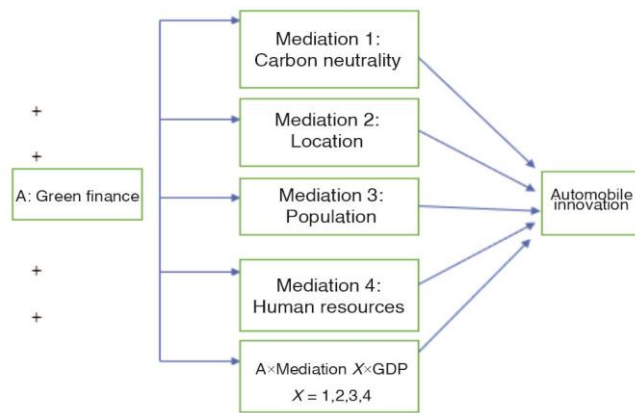 Mediation 1:
Carbon neutrality
+
Mediation 2:
Location
+
A: Green finance
Mediation 3:
Population
Automobile
innovation
+
Mediation 4:
Human resources
+
A×Mediation X×GDP
X = 1,2,3,4